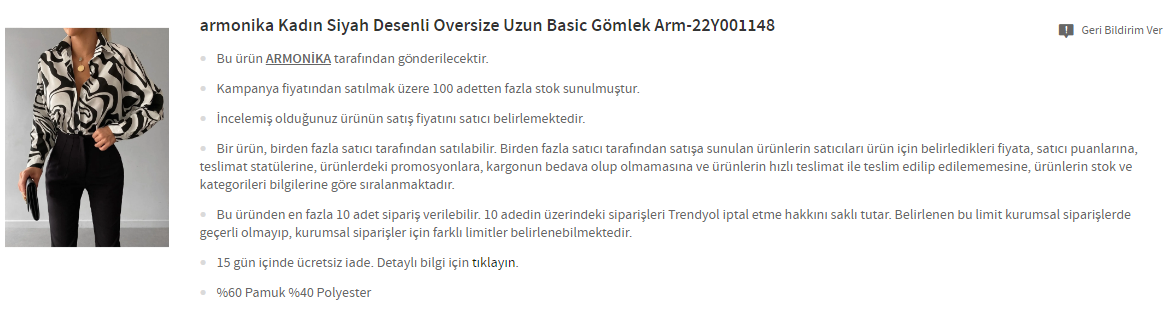 armonika Kadın Siyah Desenli Oversize Uzun Basic Gömlek Arm-22Y001148
Geri Bildirim Ver
Bu ürün ARMONİKA tarafından gönderilecektir.
Kampanya fiyatından satılmak üzere 100 adetten fazla stok sunulmuştur.
İncelemiş olduğunuz ürünün satış fiyatını satıcı belirlemektedir.
Bir ürün, birden fazla satıcı tarafından satılabilir. Birden fazla satıcı tarafından satışa sunulan ürünlerin satıcıları ürün için belirledikleri fiyata, satıcı puanlarına,
teslimat statülerine, ürünlerdeki promosyonlara, kargonun bedava olup olmamasına ve ürünlerin hızlı teslimat ile teslim edilip edilememesine, ürünlerin stok ve
kategorileri bilgilerine göre sıralanmaktadır.
Bu üründen en fazla 10 adet sipariş verilebilir. 10 adedin üzerindeki siparişleri Trendyol iptal etme hakkını saklı tutar. Belirlenen bu limit kurumsal siparişlerde
geçerli olmayıp, kurumsal siparişler için farklı limitler belirlenebilmektedir.
15 gün içinde ücretsiz iade. Detaylı bilgi için tıklayın.
%60 Pamuk %40 Polyester